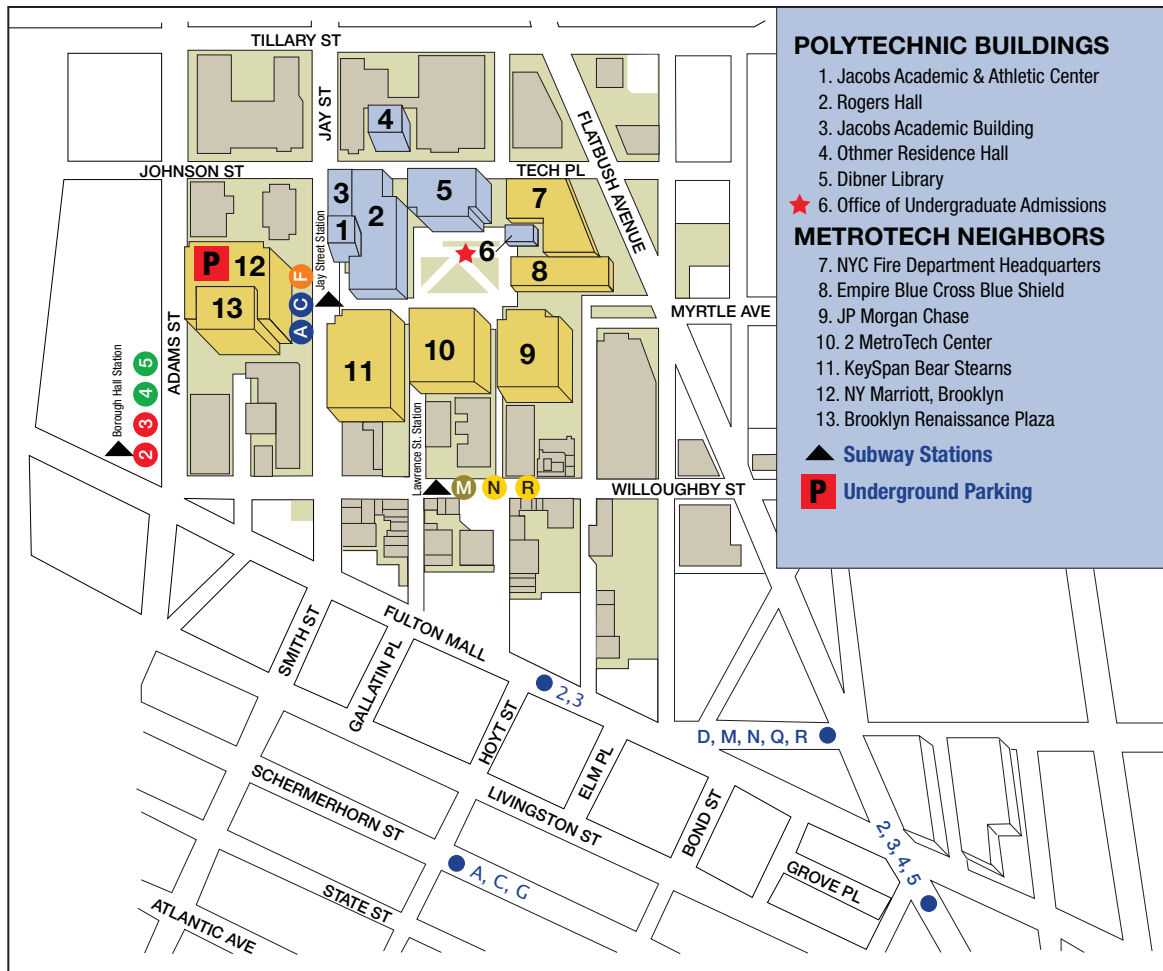 TILLARY ST
JAY ST
FLATBUSH AVENUE
4
JOHNSON ST
TECH PL
3
5
7
1
2
6
8
P
12
13
Jay Street Station
F
C
A
MYRTLE AVE
ADAMS ST
11
10
9
Borough Hall Station
5
4
3
2
Lawrence St. Station
M
N
R
WILLOUGHBY ST
FULTON MALL
SMITH ST
GALLATIN PL
HOYT ST
2,3
ELM PL
D, M, N, Q, R
BOND ST
SCHERMERHORN ST
LIVINGSTON ST
2, 3, 4, 5
GROVE PL
A, C, G
STATE ST
ATLANTIC AVE
POLYTECHNIC BUILDINGS
1. Jacobs Academic & Athletic Center
2. Rogers Hall
3. Jacobs Academic Building
4. Othmer Residence Hall
5. Dibner Library
6. Office of Undergraduate Admissions
METROTECH NEIGHBORS
7. NYC Fire Department Headquarters
8. Empire Blue Cross Blue Shield
9. JP Morgan Chase
10. 2 MetroTech Center
11. KeySpan Bear Stearns
12. NY Marriott, Brooklyn
13. Brooklyn Renaissance Plaza
Subway Stations
P Underground Parking